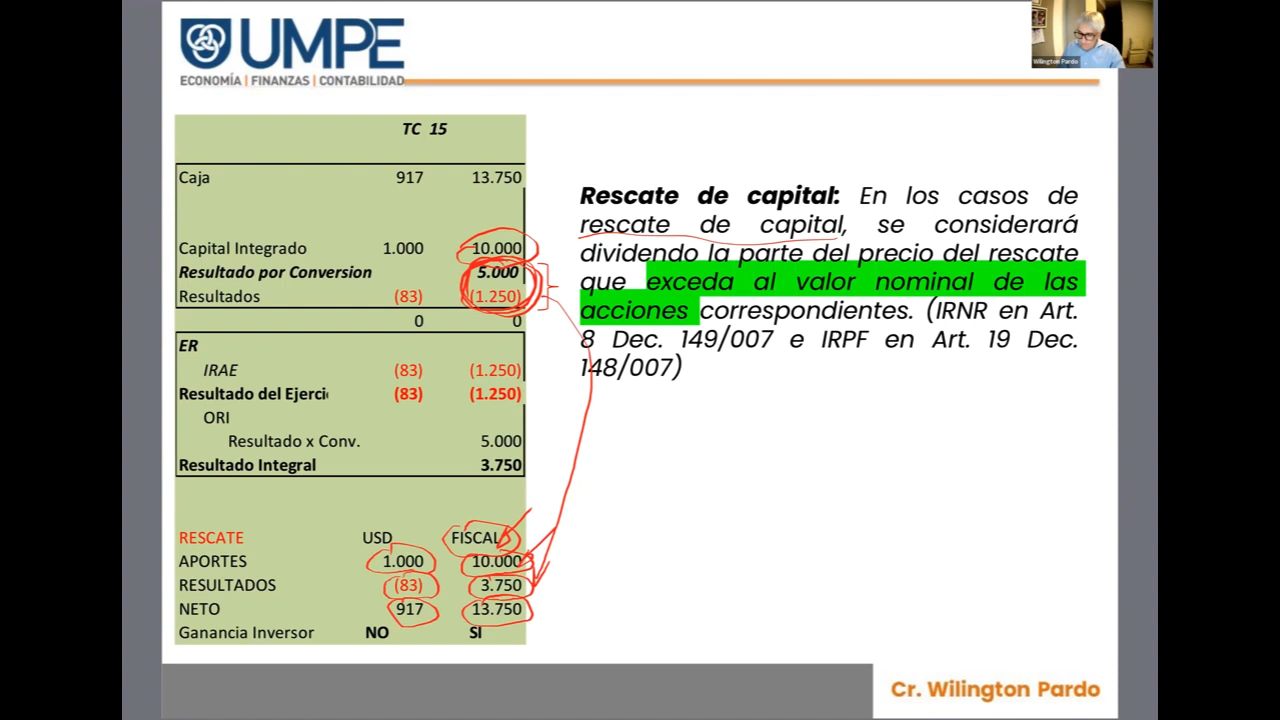 UMPE
ECONOMÍA | FINANZAS | CONTABILIDAD
Wilington Pardo
TC 15
Caja 917 13.750
Capital Integrado 1.000 10.000
Resultado por Conversion 5.000
Resultados (83) (1.250)
0 0
ER
IRAE (83) (1.250)
Resultado del Ejerci (83) (1.250)
ORI
Resultado x Conv. 5.000
Resultado Integral 3.750
RESCATE USD FISCAL
APORTES 1.000 10.000
RESULTADOS (83) 3.750
NETO 917 13.750
Ganancia Inversor NO SI
Rescate de capital: En los casos de
rescate de capital, se considerará
dividendo la parte del precio del rescate
que exceda al valor nominal de las
acciones correspondientes. (IRNR en Art.
8 Dec. 149/007 e IRPF en Art. 19 Dec.
148/007)
Cr. Wilington Pardo